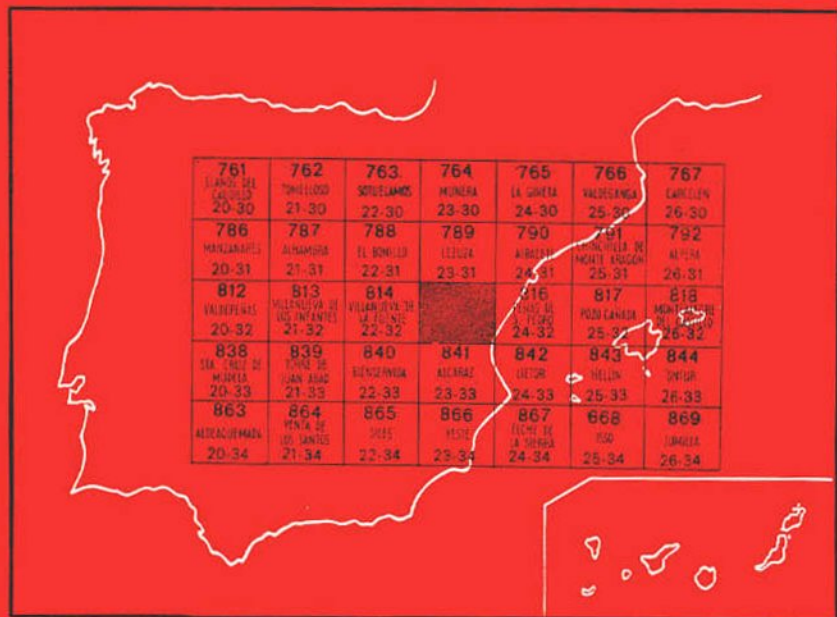 761
LLANOS DEL
CAUDILLO
20-30
762
TOMELLOSO
21-30
763
SOTUELAMOS
22-30
764
MUNERA
23-30
765
LA GINETA
24-30
766
VALDEGANGA
25-30
767
CARCELEN
26-30
786
MANZANARES
20-31
787
ALHAMBRA
21-31
788
EL BONILLO
22-31
789
LEZUZA
23-31
790
ALBACETE
24-31
791
CHINCHILLA DE
MONTE ARAGON
25-31
792
ALPERA
26-31
812
VALDEPEÑAS
20-32
813
VILLANUEVA DE
LOS INFANTES
21-32
814
VILLANUEVA DE
LA FUENTE
22-32
816
PEÑAS DE
S. PEDRO
24-32
817
POZO CAÑADA
25-32
818
26-32
838
STA. CRUZ DE
MUDELA
20-33
839
TORRE DE
JUAN ABAD
21-33
840
BIENSERVIDA
22-33
841
ALCARAZ
23-33
842
LIETOR
24-33
843
HELLIN
25-33
844
ONTUR
26-33
863
ALDEAQUEMADA
20-34
864
VENTA DE
LOS SANTOS
21-34
865
SILES
22-34
866
YESTE
23-34
867
ELCHE DE
LA SIERRA
24-34
668
ISSO
25-34
869
JUMILLA
26-34